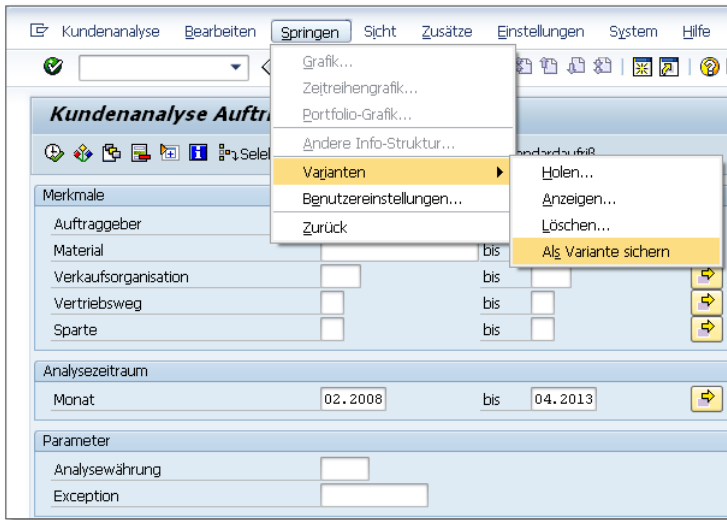 Kundenanalyse Bearbeiten Springen Sicht Zusätze Einstellungen System Hilfe
Grafik...
Zeitreihengrafik...
Portfolio-Grafik...
Andere Info-Struktur...
Varianten
Benutzereinstellungen...
Zurück
Holen...
Anzeigen...
Löschen...
Als Variante sichern
Kundenanalyse
Merkmale
Auftraggeber
Material bis
Verkaufsorganisation bis
Vertriebsweg bis
Sparte bis
Analysezeitraum
Monat 02.2008 bis 04.2013
Parameter
Analysewährung
Exception